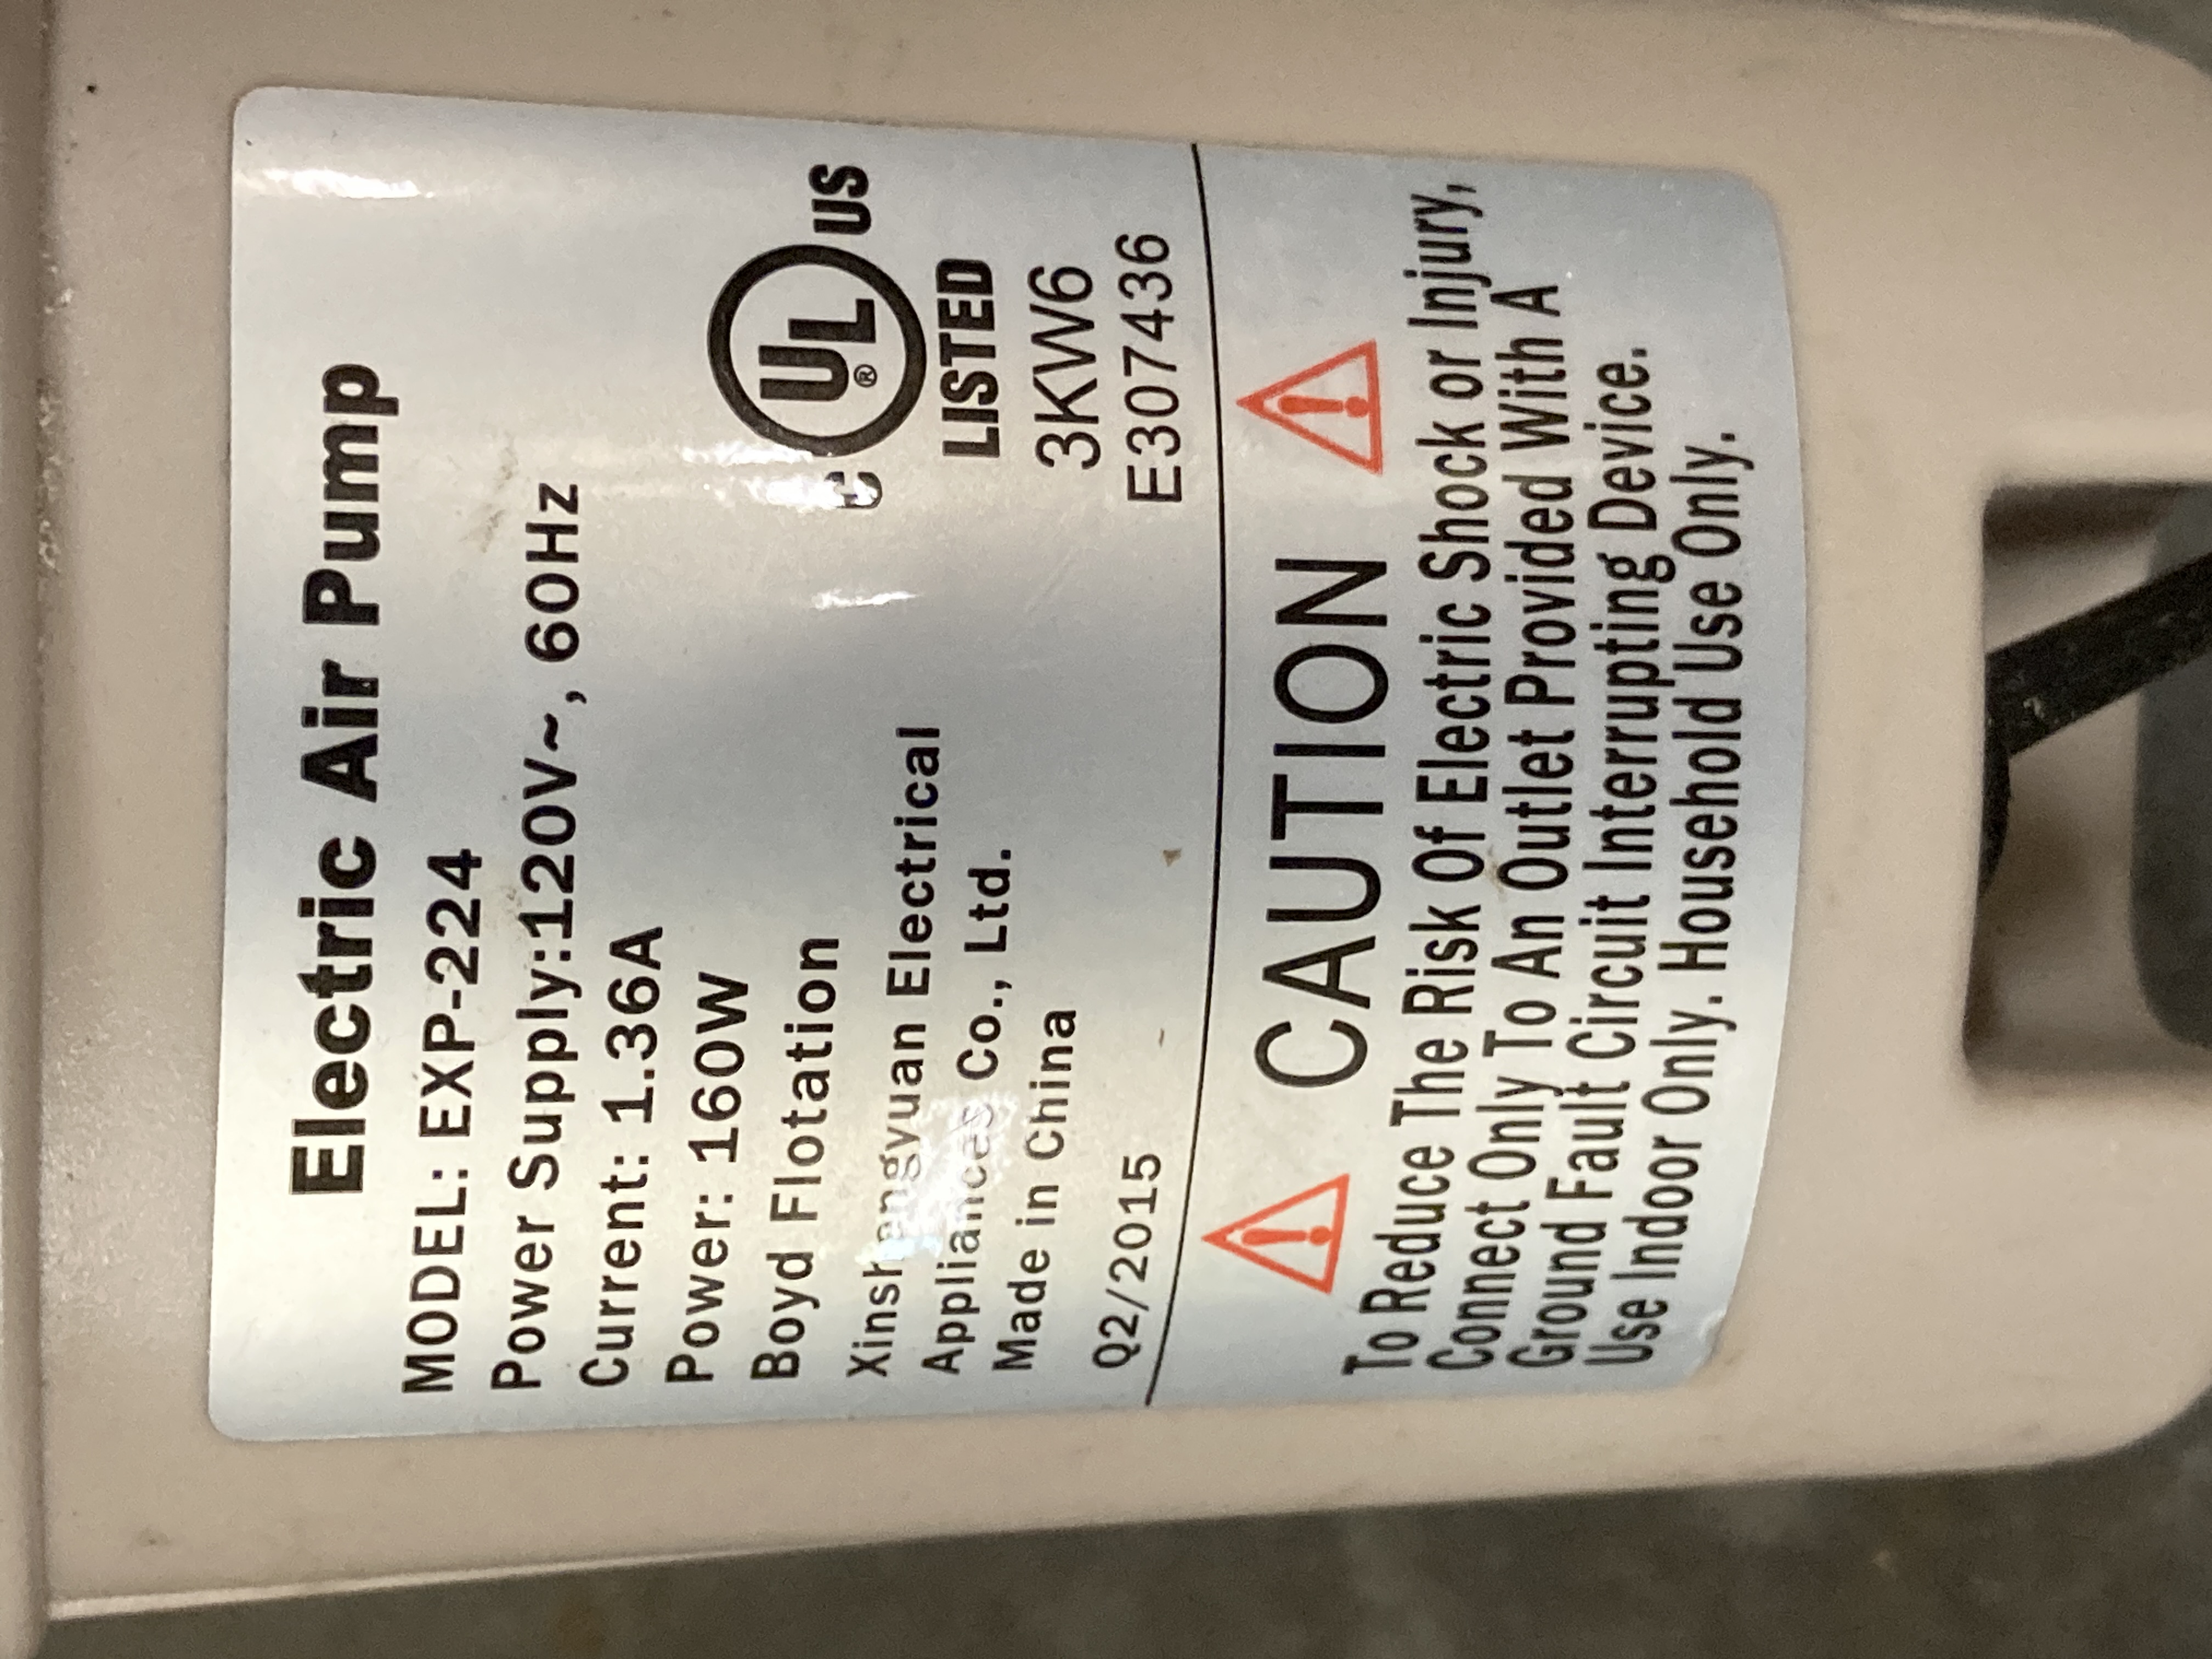 Electric Air Pump
MODEL: EXP-224
Power Supply:120V~, 60Hz
Current: 1.36A
Power: 160W
Boyd Flotation
Xinshengyuan Electrical
Appliances Co., Ltd.
Made in China
Q2/2015
c UL® US
LISTED
3KW6
E307436
CAUTION
To Reduce The Risk Of Electric Shock or Injury,
Connect Only To An Outlet Provided With A
Ground Fault Circuit Interrupting Device.
Use Indoor Only. Household Use Only.